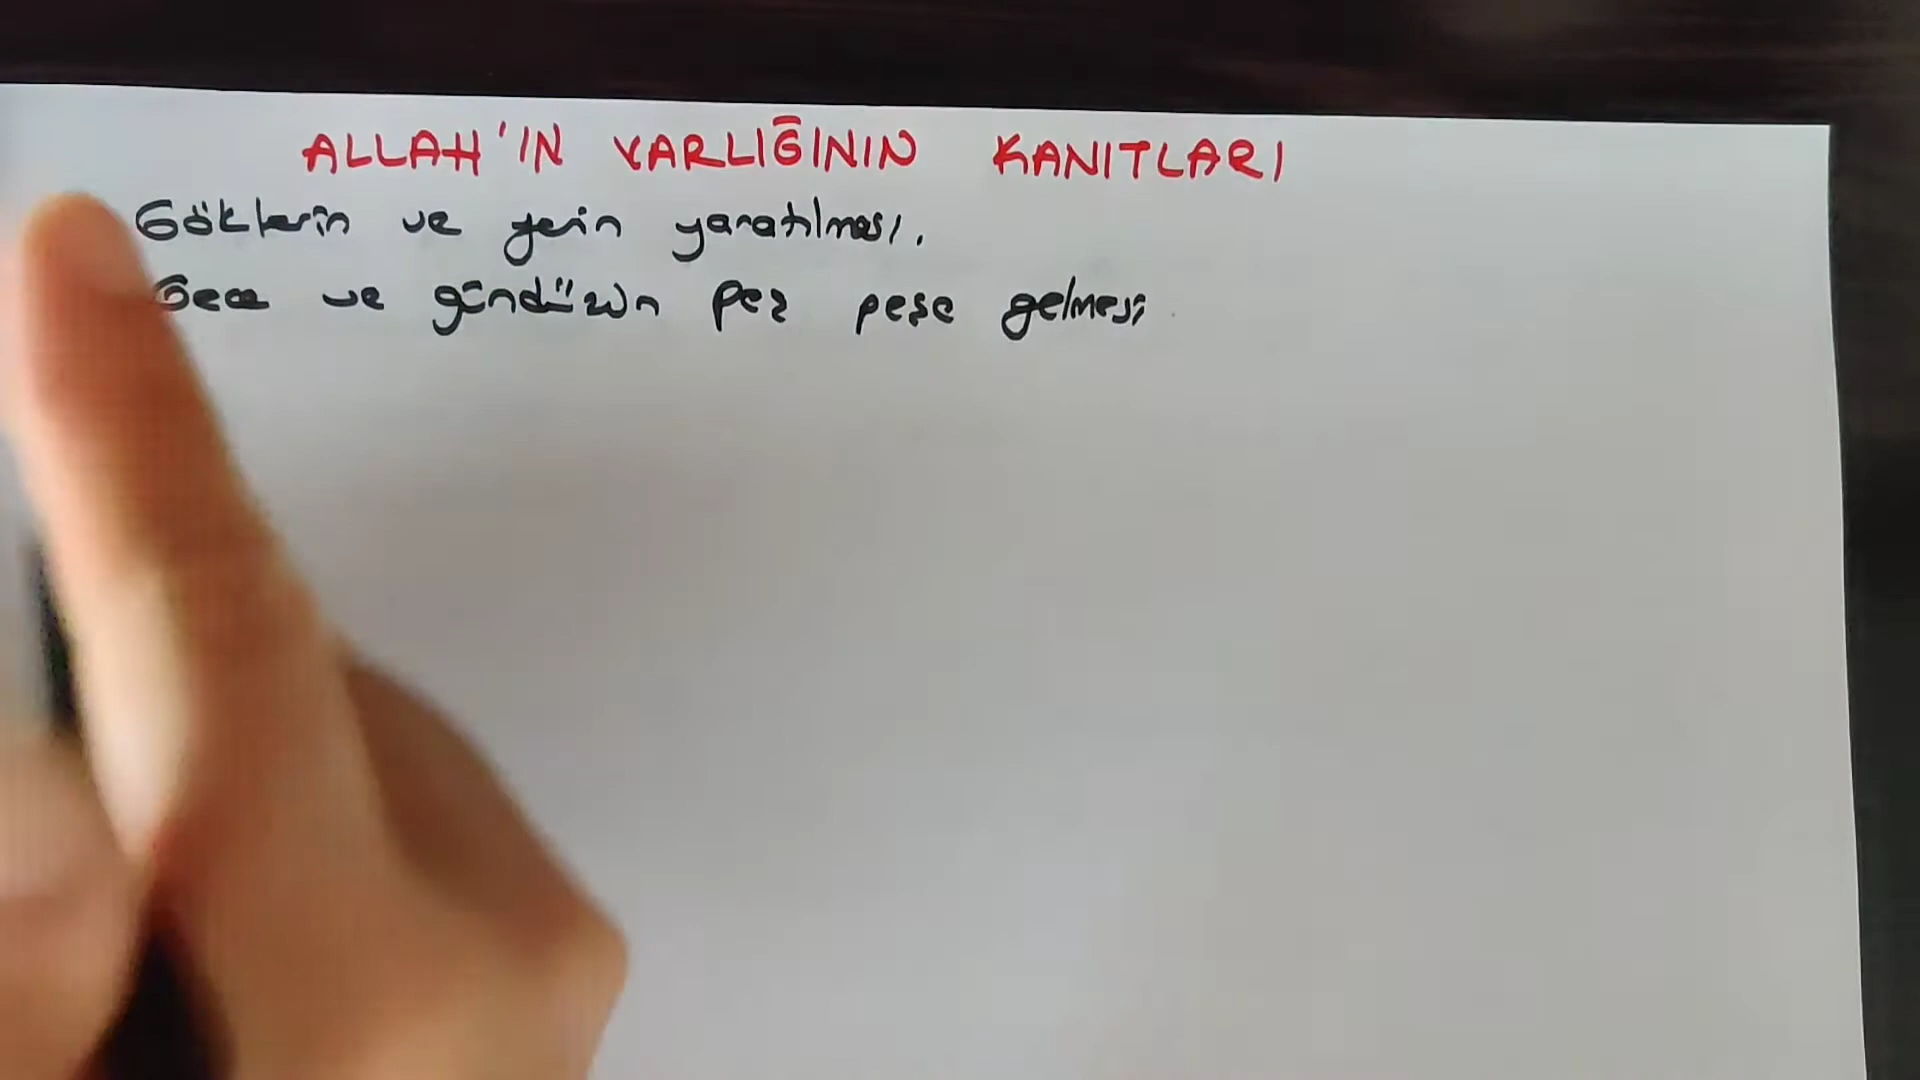 ALLAH'IN VARLIĞININ KANITLARI
Göklerin ve yerin yaratılması.
Gece ve gündüzün peş peşe gelmesi